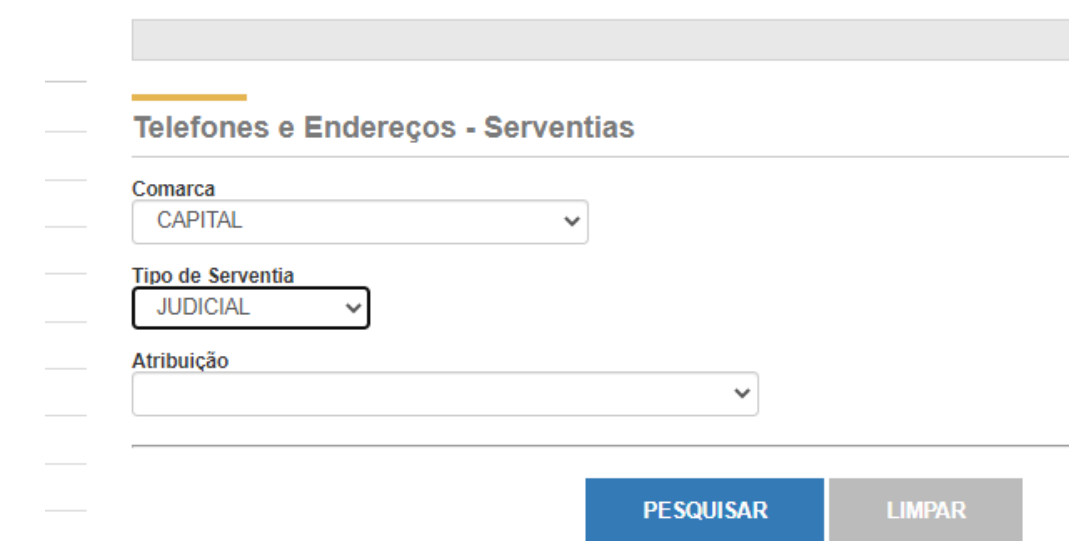 Telefones e Endereços - Serventias
Comarca
CAPITAL
Tipo de Serventia
JUDICIAL
Atribuição
PESQUISAR LIMPAR